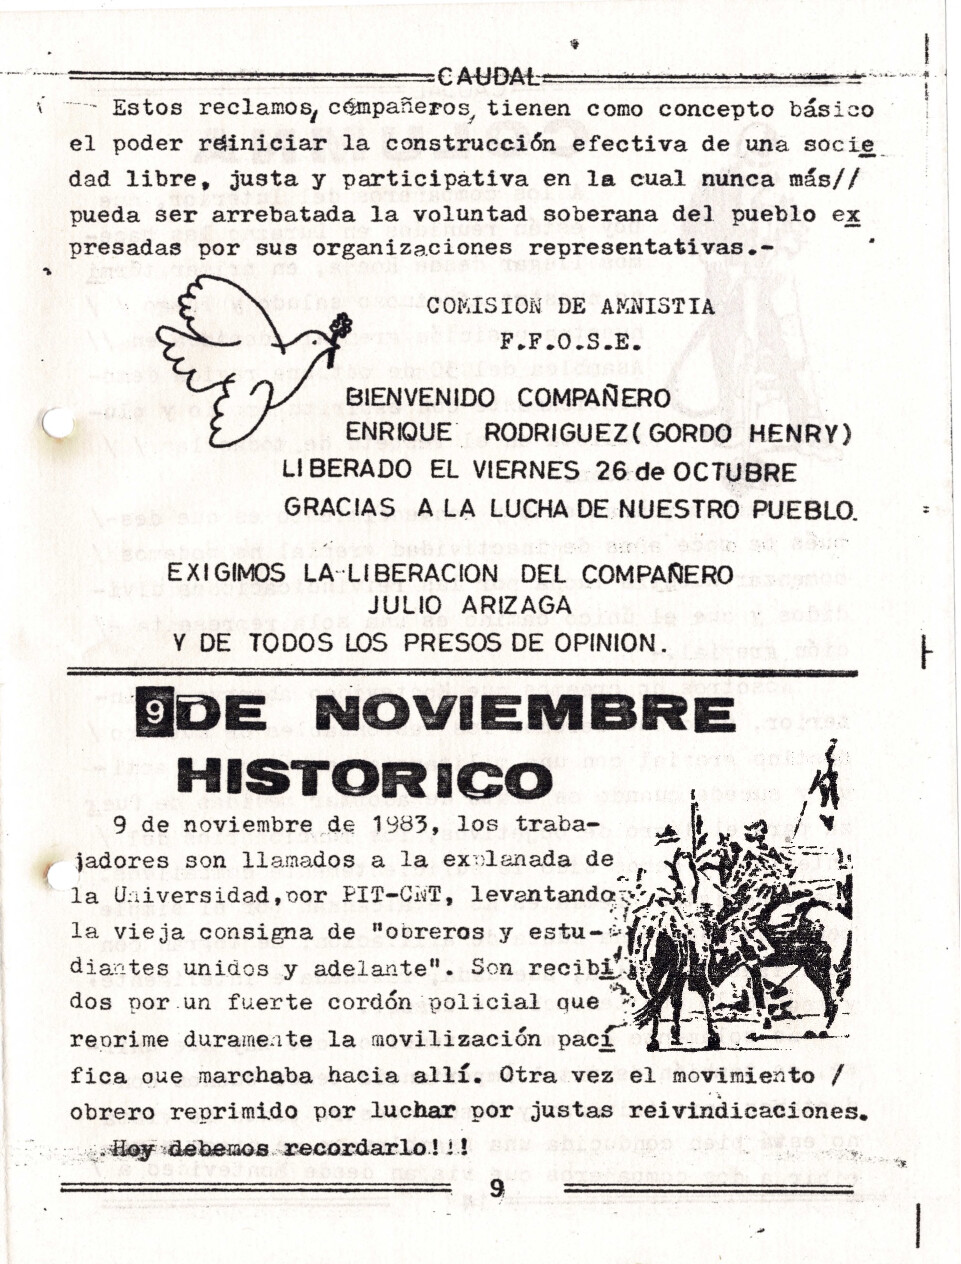 CAUDAL
Estos reclamos, cómpañeros, tienen como concepto básico
el poder reiniciar la construcción efectiva de una socie
dad libre, justa y participativa en la cual nunca más//
pueda ser arrebatada la voluntad soberana del pueblo ex
presadas por sus organizaciones representativas.-
COMISION DE AMNISTIA
F.F.O.S.E.
BIENVENIDO COMPAÑERO
ENRIQUE RODRIGUEZ(GORDO HENRY)
LIBERADO EL VIERNES 26 de OCTUBRE
GRACIAS A LA LUCHA DE NUESTRO PUEBLO.
EXIGIMOS LA LIBERACION DEL COMPAÑERO
JULIO ARIZAGA
Y DE TODOS LOS PRESOS DE OPINION.
9 DE NOVIEMBRE
HISTORICO
9 de noviembre de 1983, los traba-
jadores son llamados a la explanada de
la Universidad,por PIT-CNT, levantando
la vieja consigna de "obreros y estu-
diantes unidos y adelante". Son recibi
dos por un fuerte cordón policial que
reprime duramente la movilización pací
fica que marchaba hacia allí. Otra vez el movimiento /
obrero reprimido por luchar por justas reivindicaciones.
Hoy debemos recordarlo!!!
9